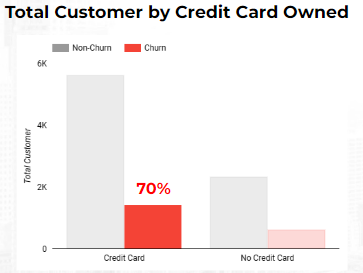 Total Customer by Credit Card Owned
Non-Churn Churn
6K
4K
2K
0
Total Customer
70%
Credit Card No Credit Card